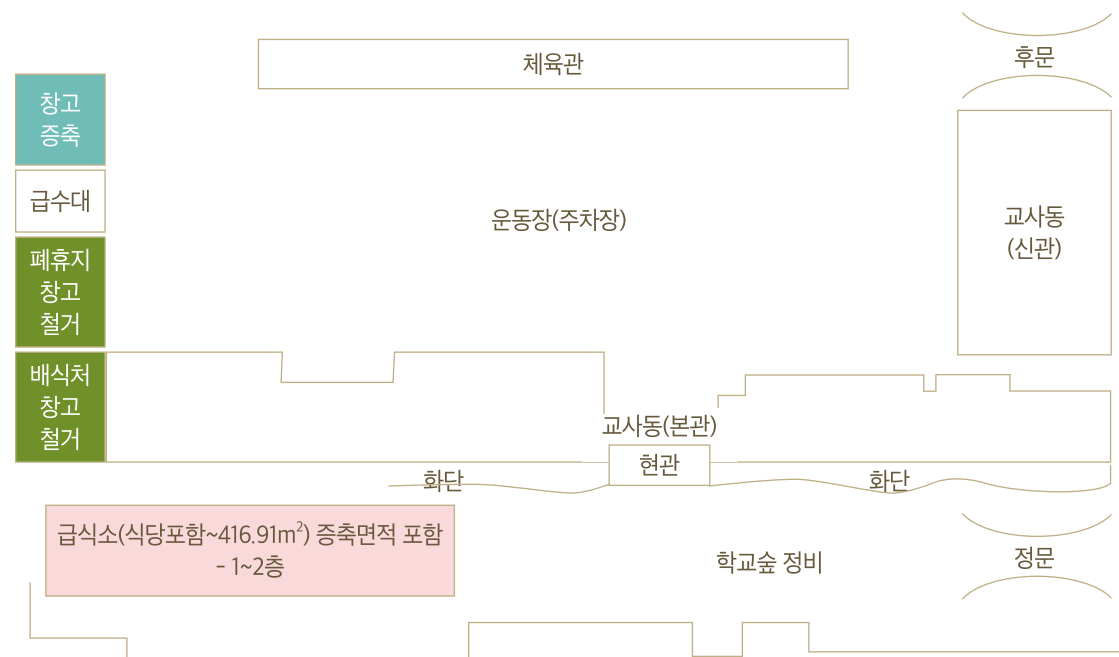 체육관
후문
창고
증축
급수대
운동장(주차장)
교사동
(신관)
폐휴지
창고
철거
배식처
창고
철거
교사동(본관)
현관
화단
화단
급식소(식당포함~416.91m²) 증축면적 포함
- 1~2층
학교숲 정비
정문